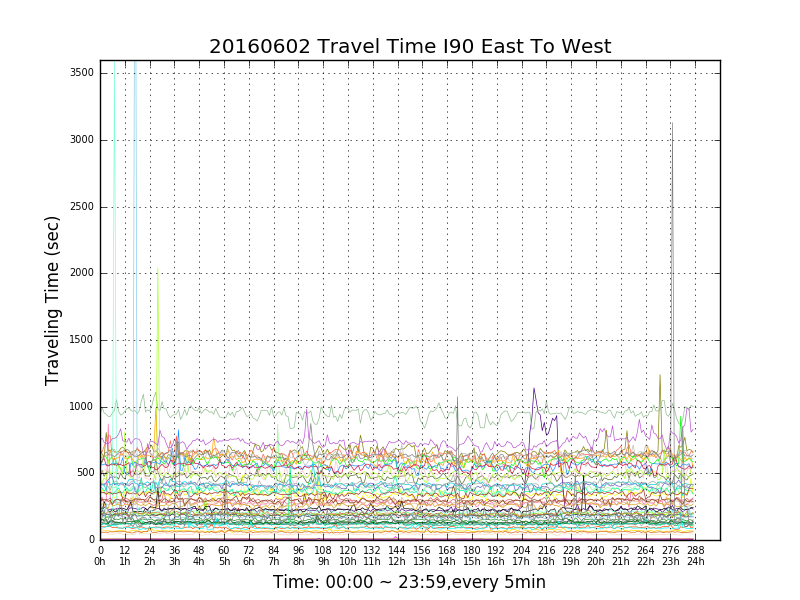 20160602 Travel Time I90 East To West
Traveling Time (sec)
3500
3000
2500
2000
1500
1000
500
0
0 12 24 36 48 60 72 84 96 108 120 132 144 156 168 180 192 204 216 228 240 252 264 276 288
0h 1h 2h 3h 4h 5h 6h 7h 8h 9h 10h 11h 12h 13h 14h 15h 16h 17h 18h 19h 20h 21h 22h 23h 24h
Time: 00:00 ~ 23:59,every 5min